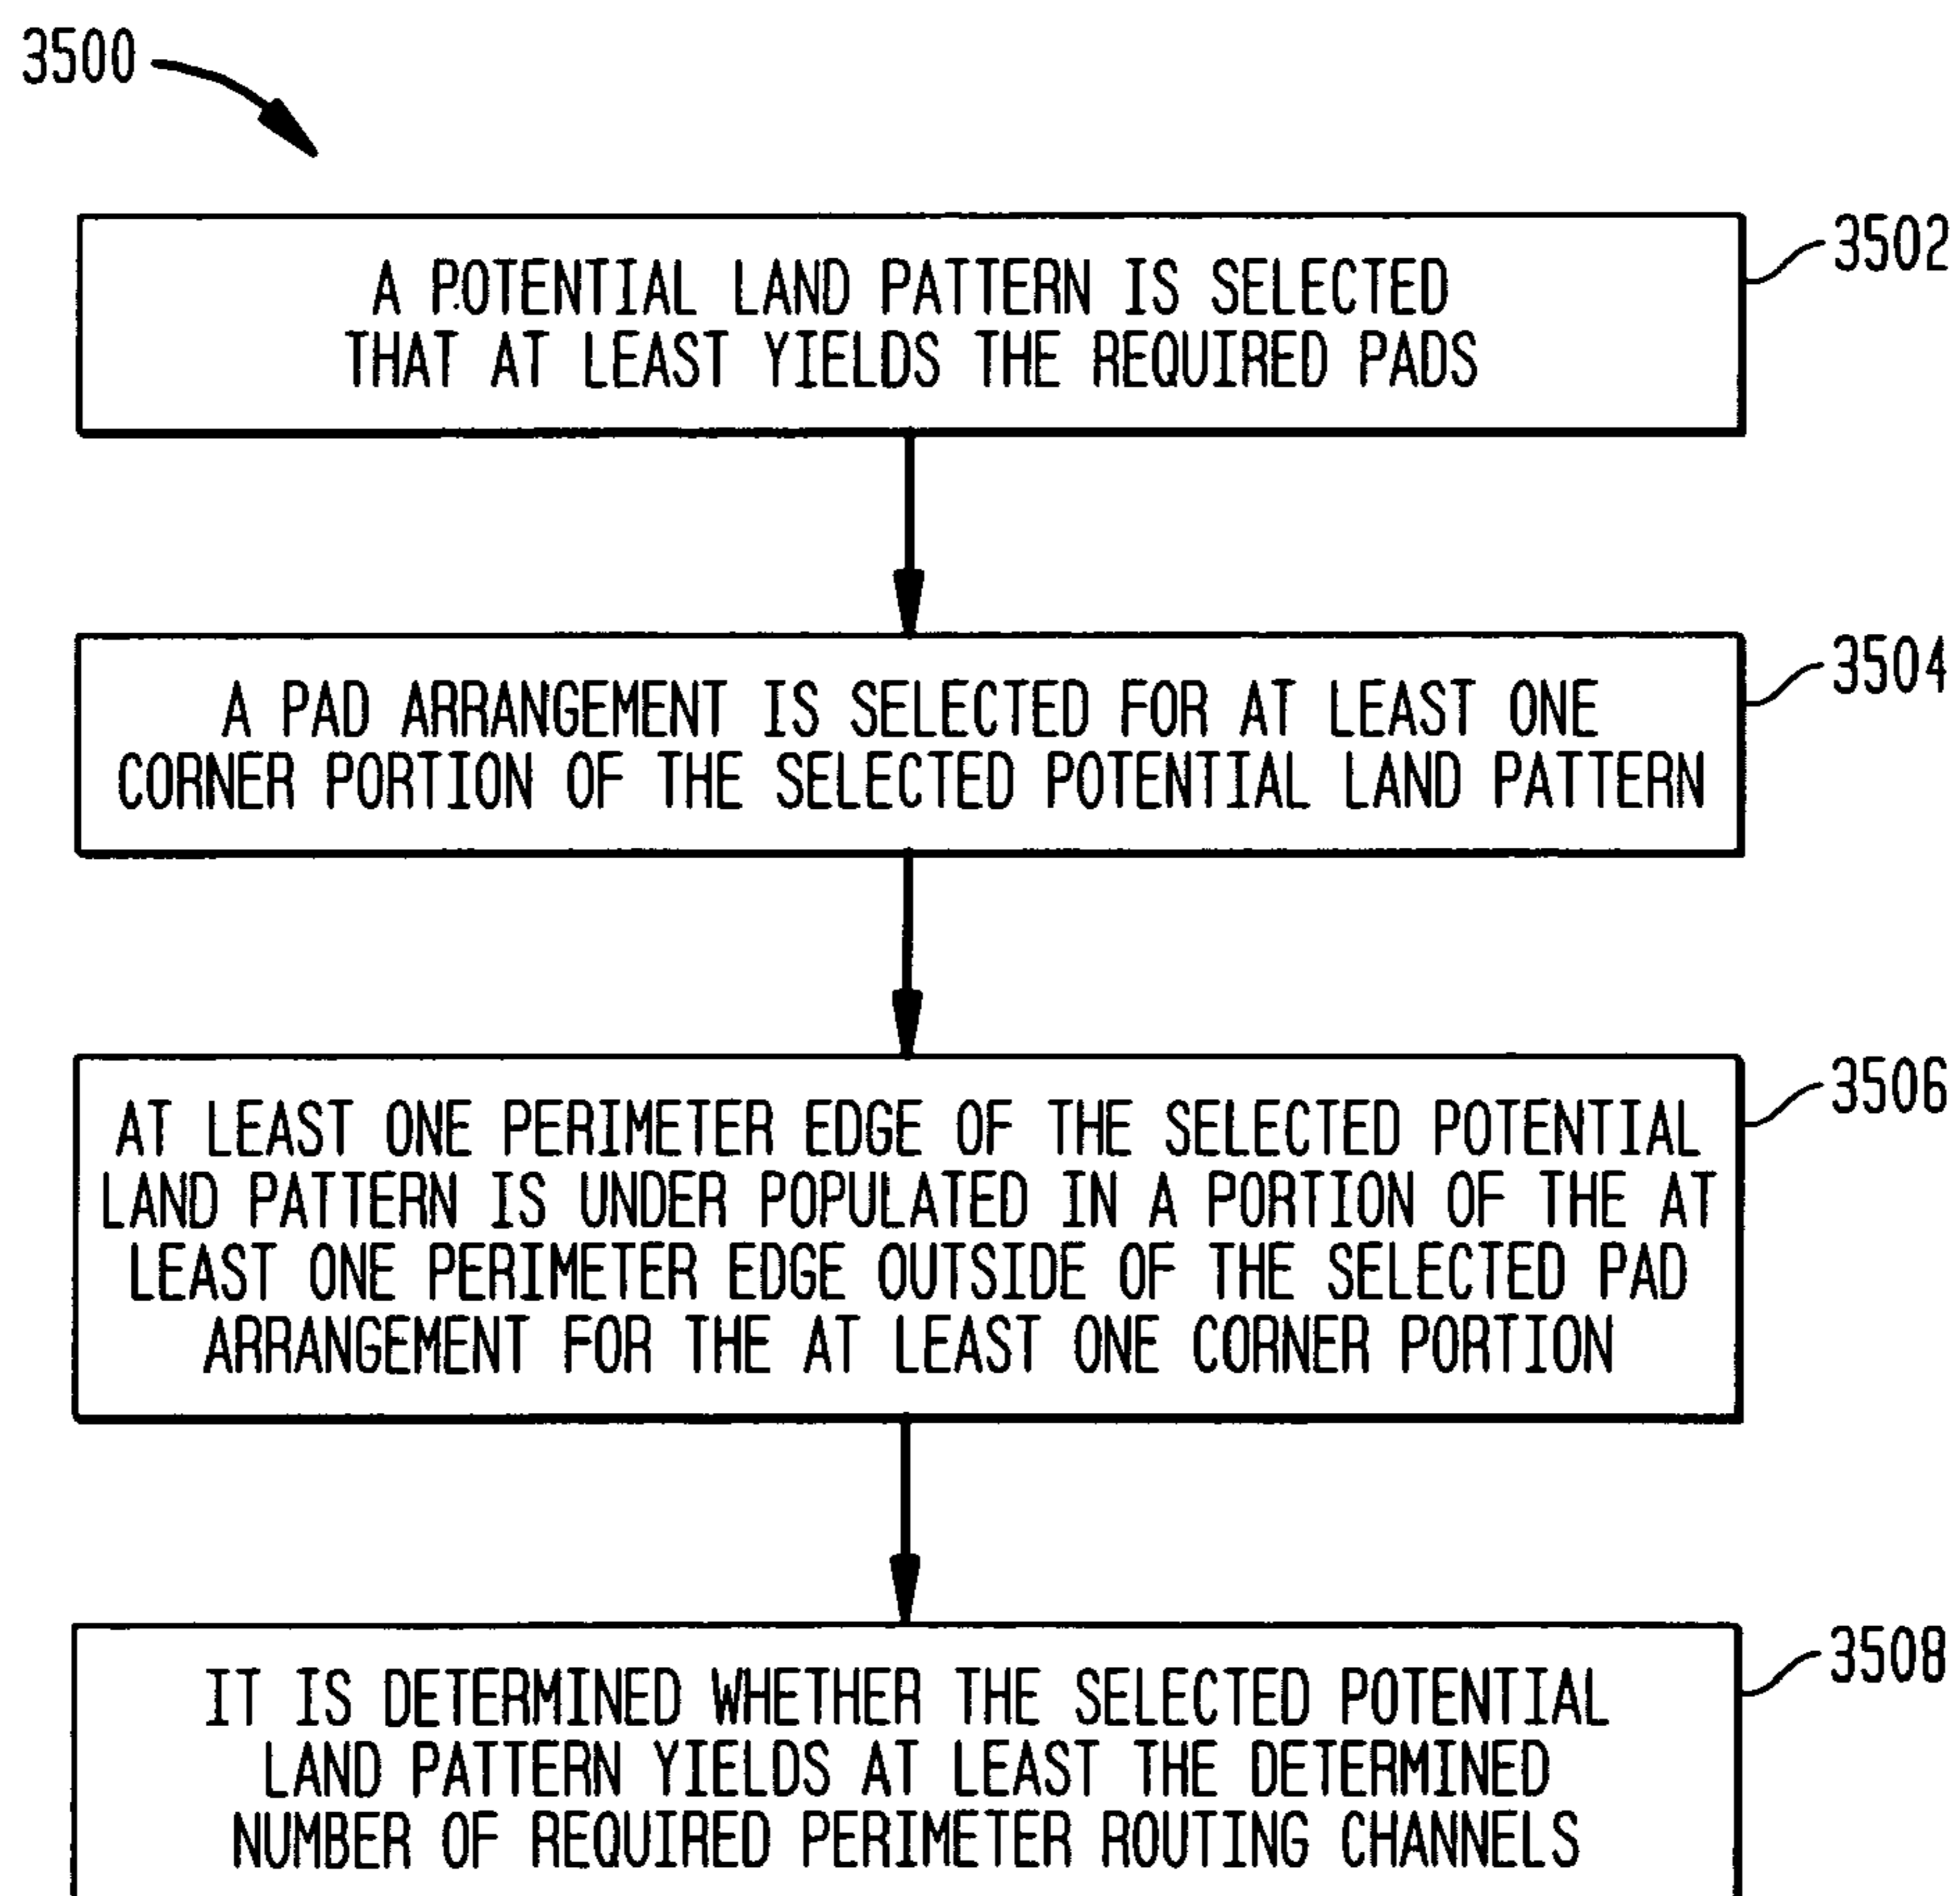 3500
3502
A POTENTIAL LAND PATTERN IS SELECTED
THAT AT LEAST YIELDS THE REQUIRED PADS
3504
A PAD ARRANGEMENT IS SELECTED FOR AT LEAST ONE
CORNER PORTION OF THE SELECTED POTENTIAL LAND PATTERN
3506
AT LEAST ONE PERIMETER EDGE OF THE SELECTED POTENTIAL
LAND PATTERN IS UNDER POPULATED IN A PORTION OF THE AT
LEAST ONE PERIMETER EDGE OUTSIDE OF THE SELECTED PAD
ARRANGEMENT FOR THE AT LEAST ONE CORNER PORTION
3508
IT IS DETERMINED WHETHER THE SELECTED POTENTIAL
LAND PATTERN YIELDS AT LEAST THE DETERMINED
NUMBER OF REQUIRED PERIMETER ROUTING CHANNELS